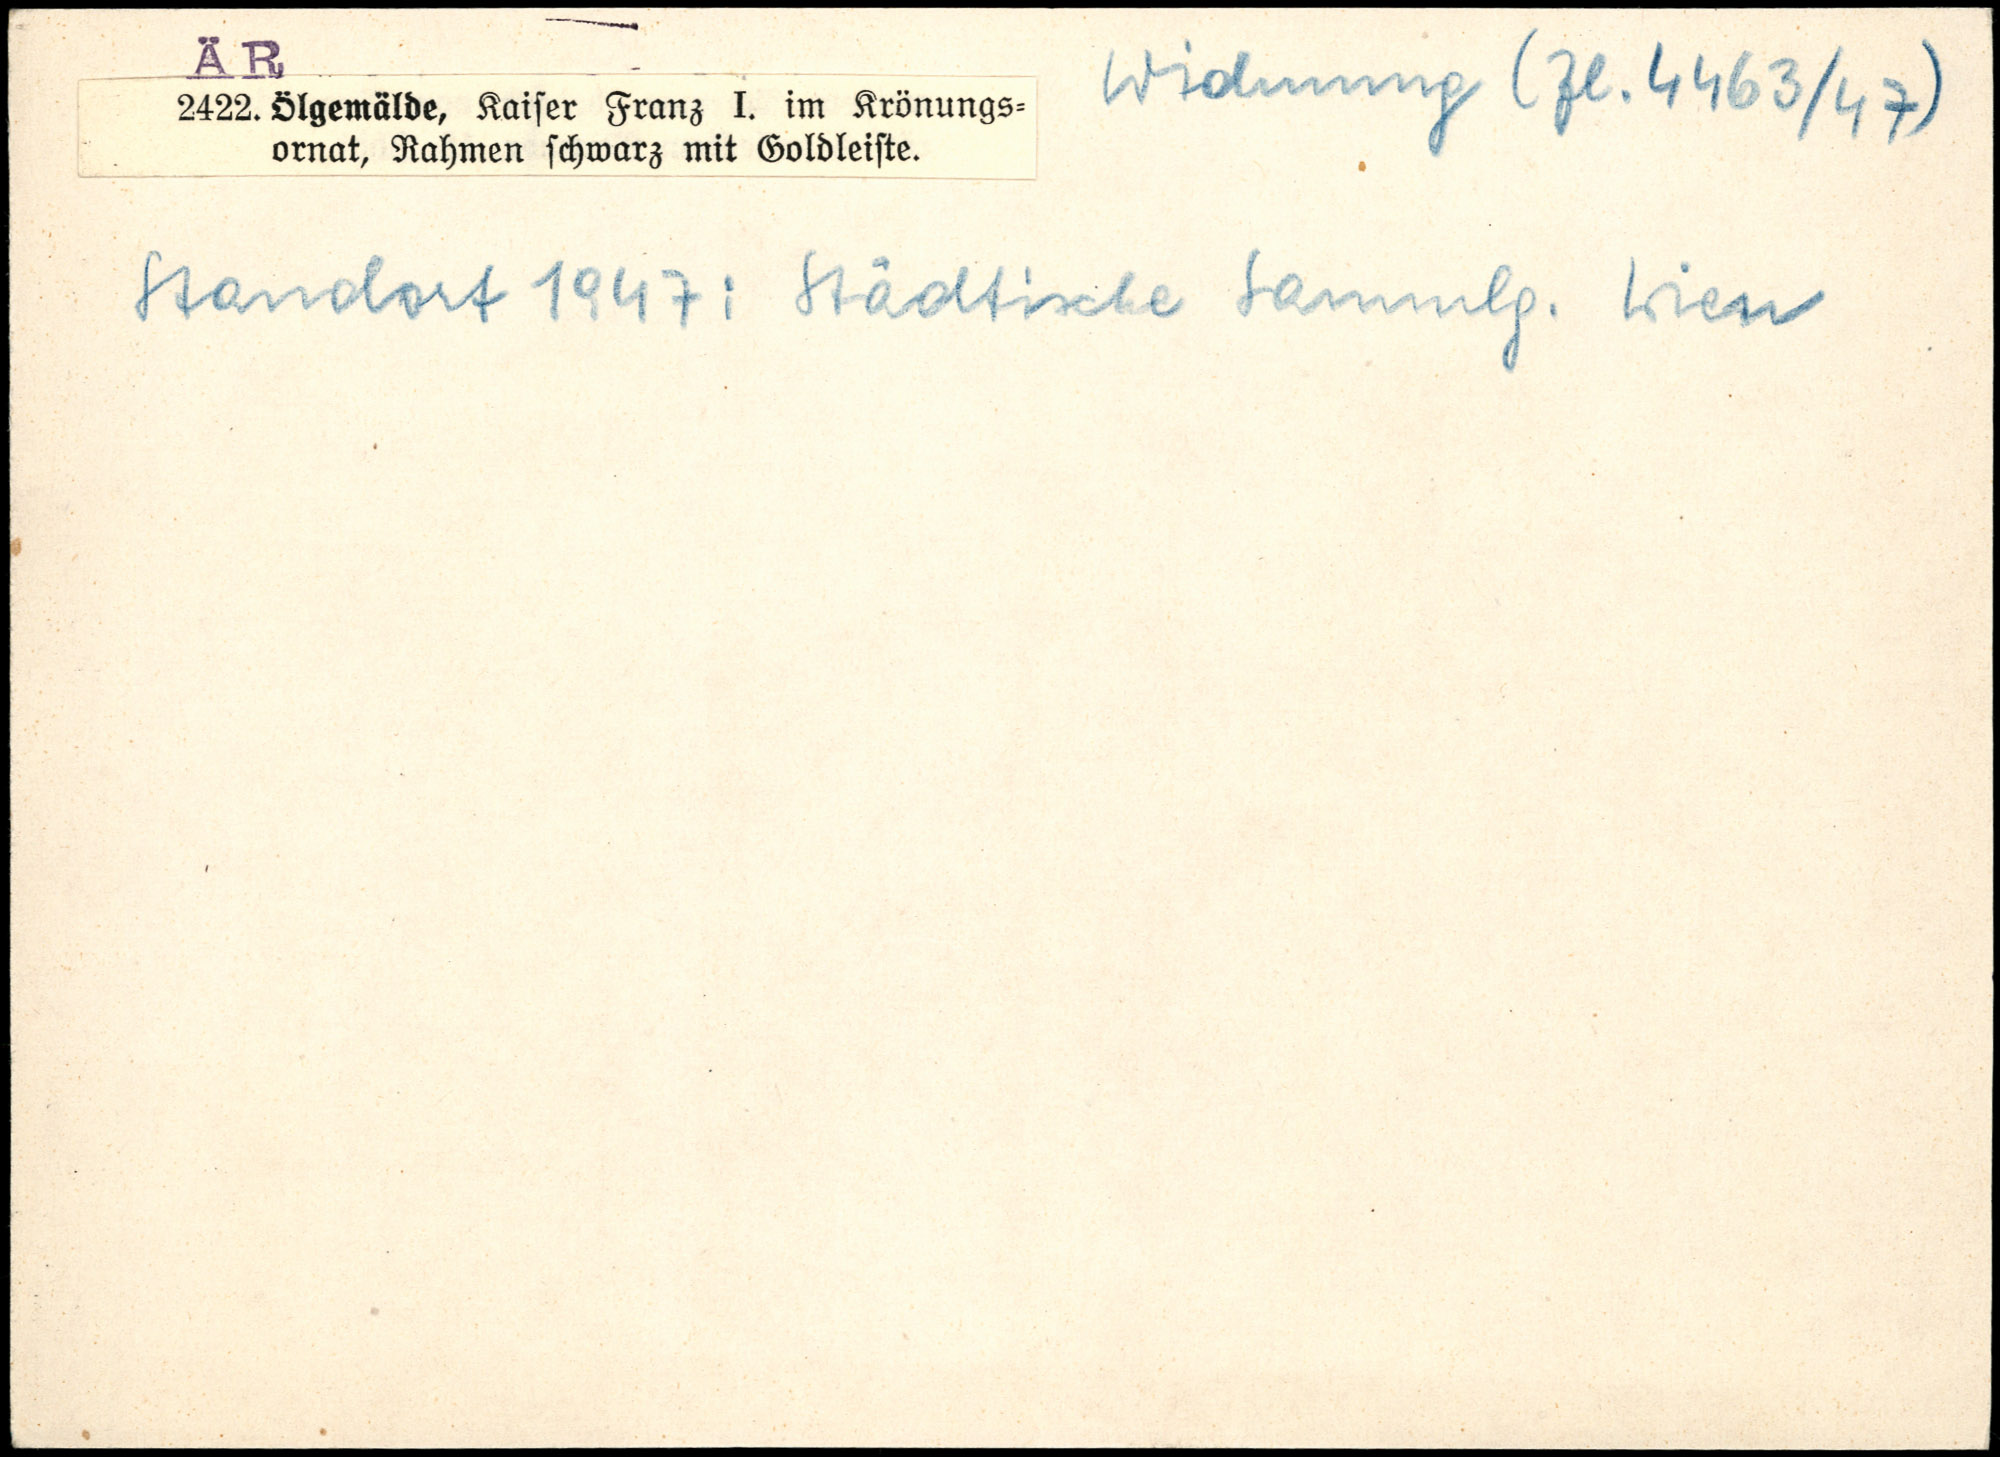 ÄR
2422. Ölgemälde, Kaiser Franz I. im Krönungs-
ornat, Rahmen schwarz mit Goldleiste.
Widmung (Zl. 4463/47)
Standort 1947: Städtische Sammlg. Wien